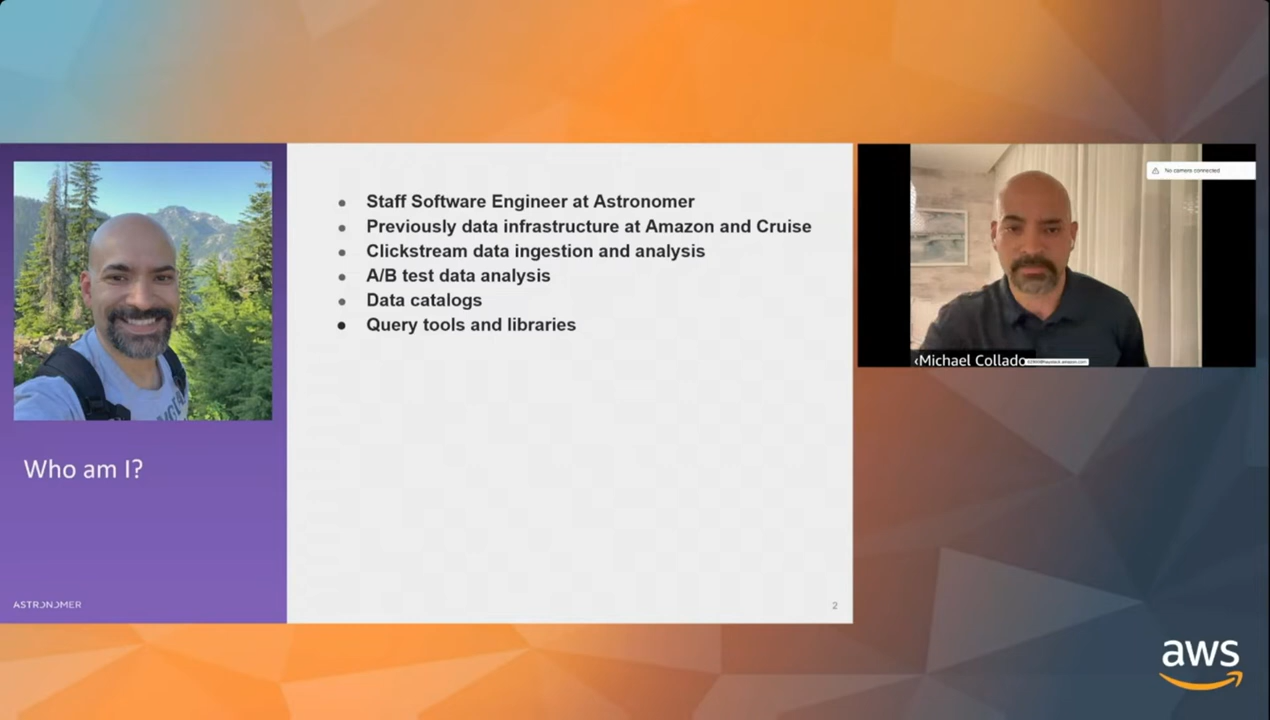 Staff Software Engineer at Astronomer
Previously data infrastructure at Amazon and Cruise
Clickstream data ingestion and analysis
A/B test data analysis
Data catalogs
Query tools and libraries
Who am I?
ASTRONOMER
2
No camera connected
‹Michael Collado
aws